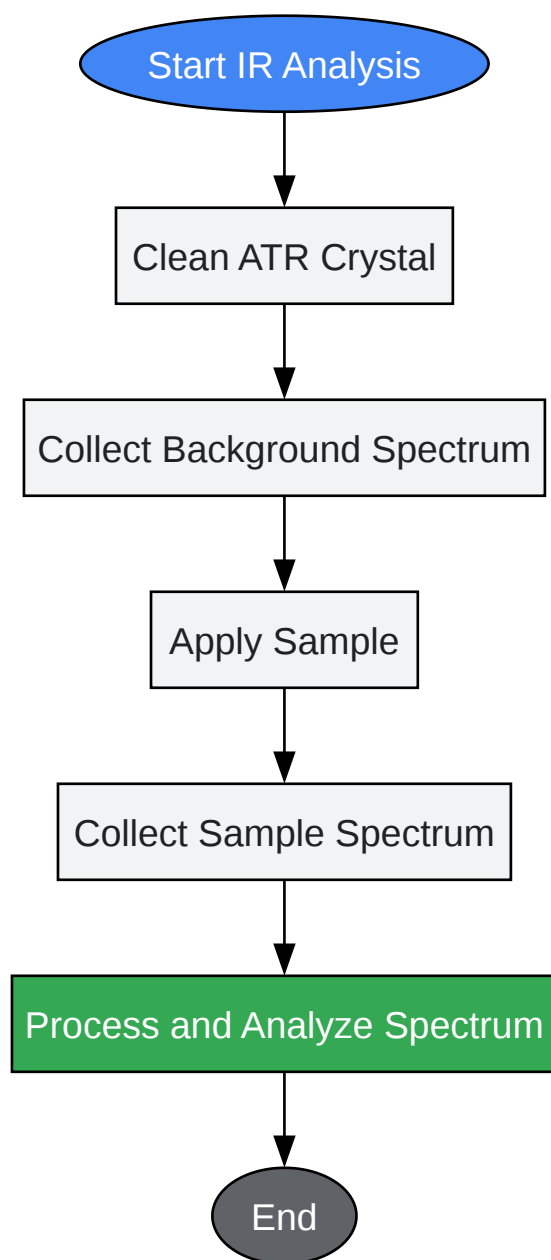 Start IR Analysis
Clean ATR Crystal
Collect Background Spectrum
Apply Sample
Collect Sample Spectrum
Process and Analyze Spectrum
End